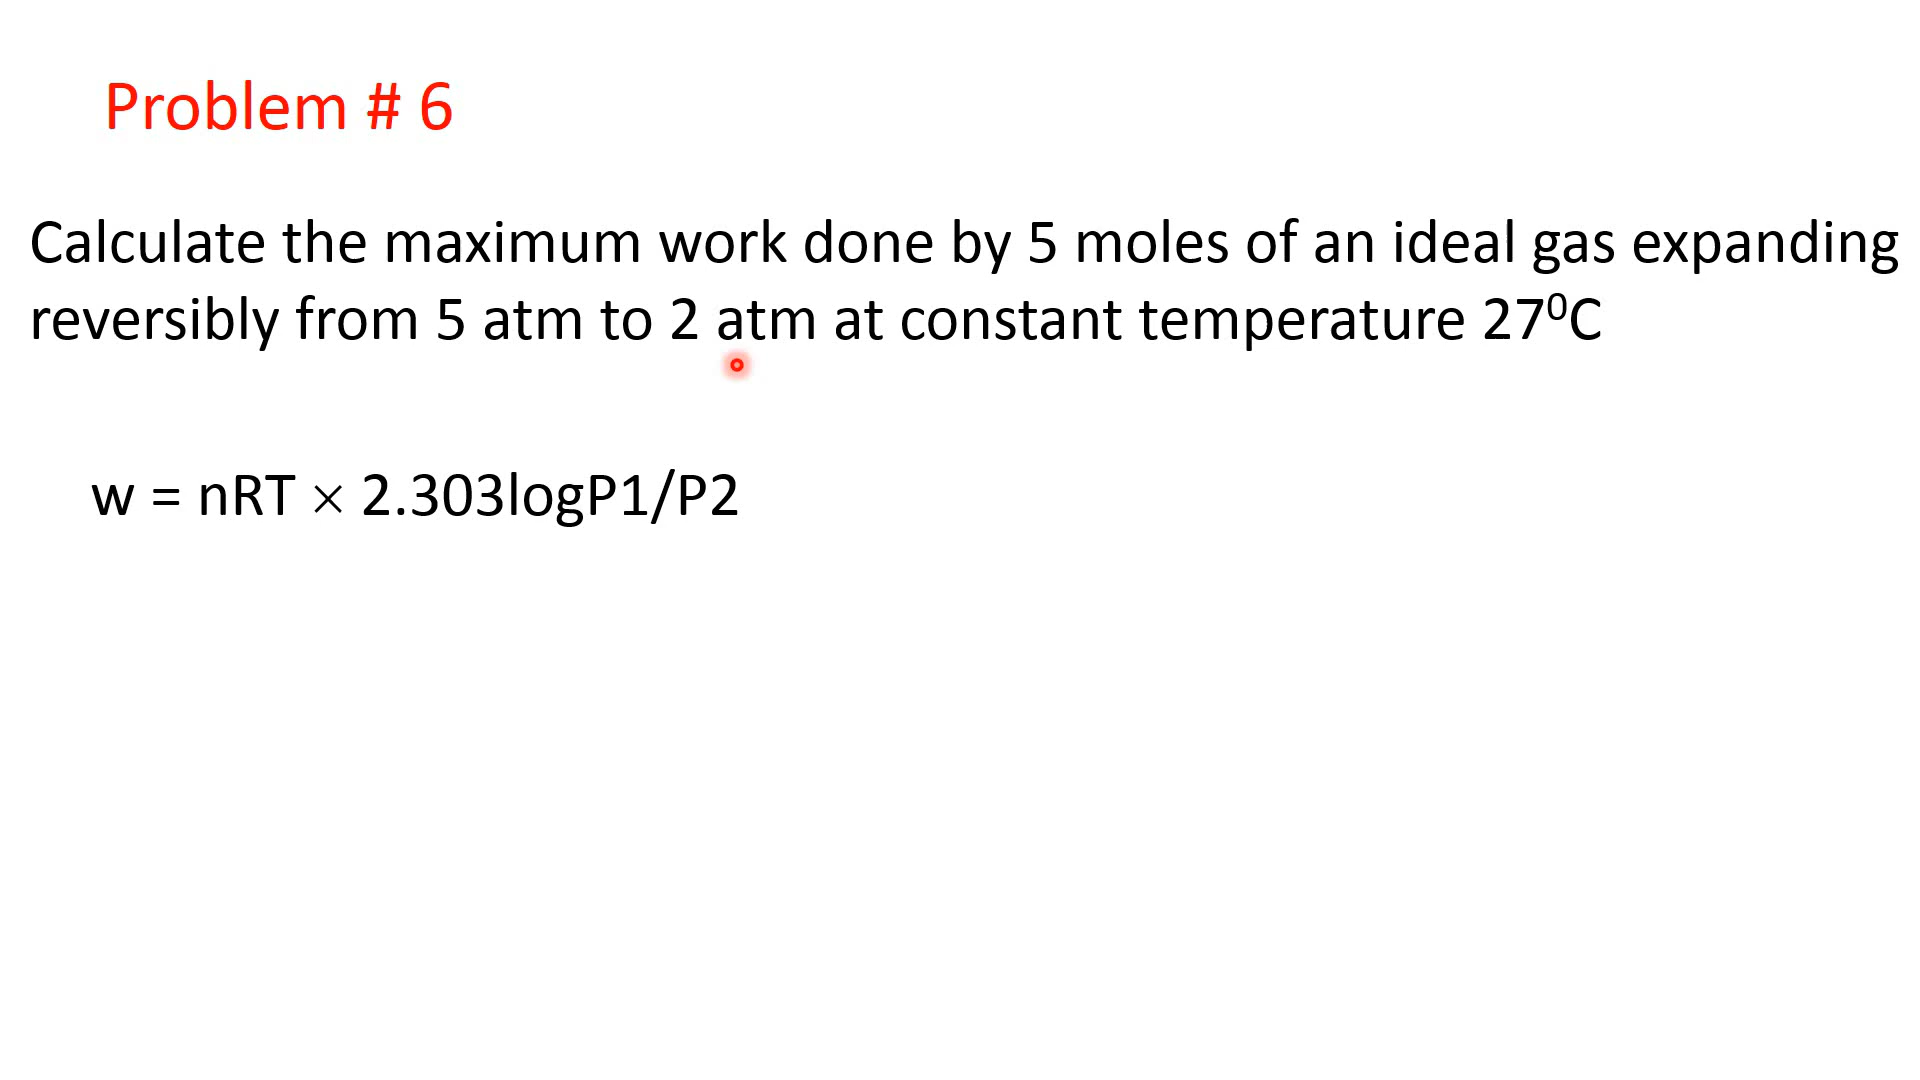 Problem # 6
Calculate the maximum work done by 5 moles of an ideal gas expanding
reversibly from 5 atm to 2 atm at constant temperature 27⁰C
w = nRT × 2.303logP1/P2